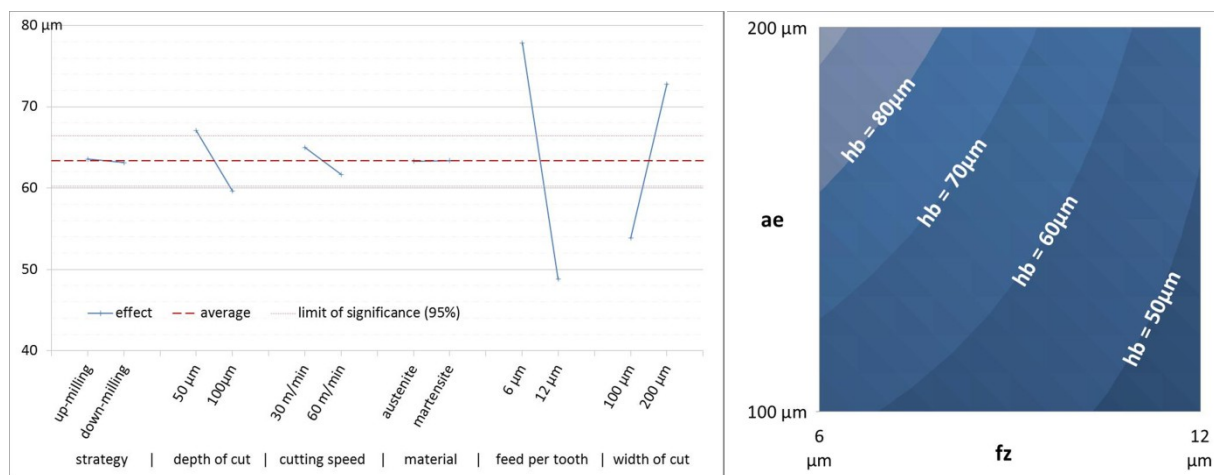 80 µm
70
60
50
40
effect
average
limit of significance (95%)
up-milling
down-milling
50 µm
100µm
30 m/min
60 m/min
austenite
martensite
6 µm
12 µm
100 µm
200 µm
strategy | depth of cut | cutting speed | material | feed per tooth | width of cut
200 µm
hb = 80µm
hb = 70µm
hb = 60µm
hb = 50µm
ae
100 µm
6
µm
fz
12
µm